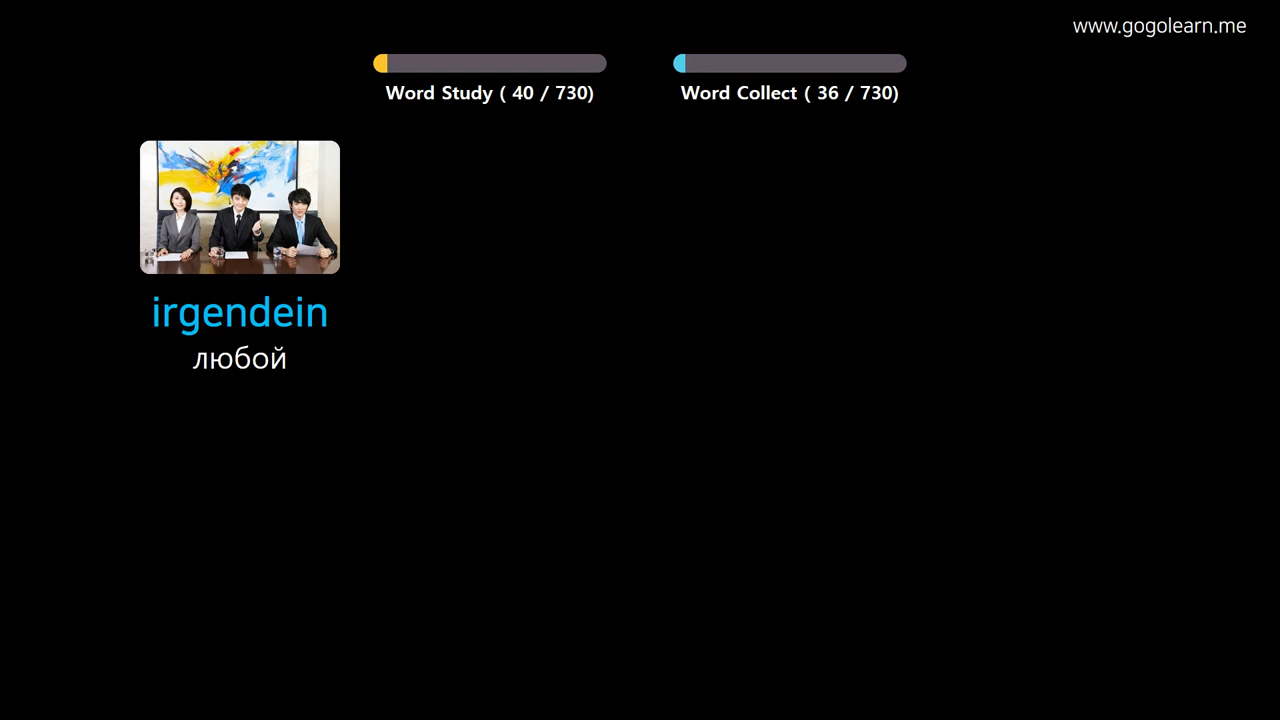 www.gogolearn.me
Word Study ( 40 / 730)
Word Collect ( 36 / 730)
irgendein
любой